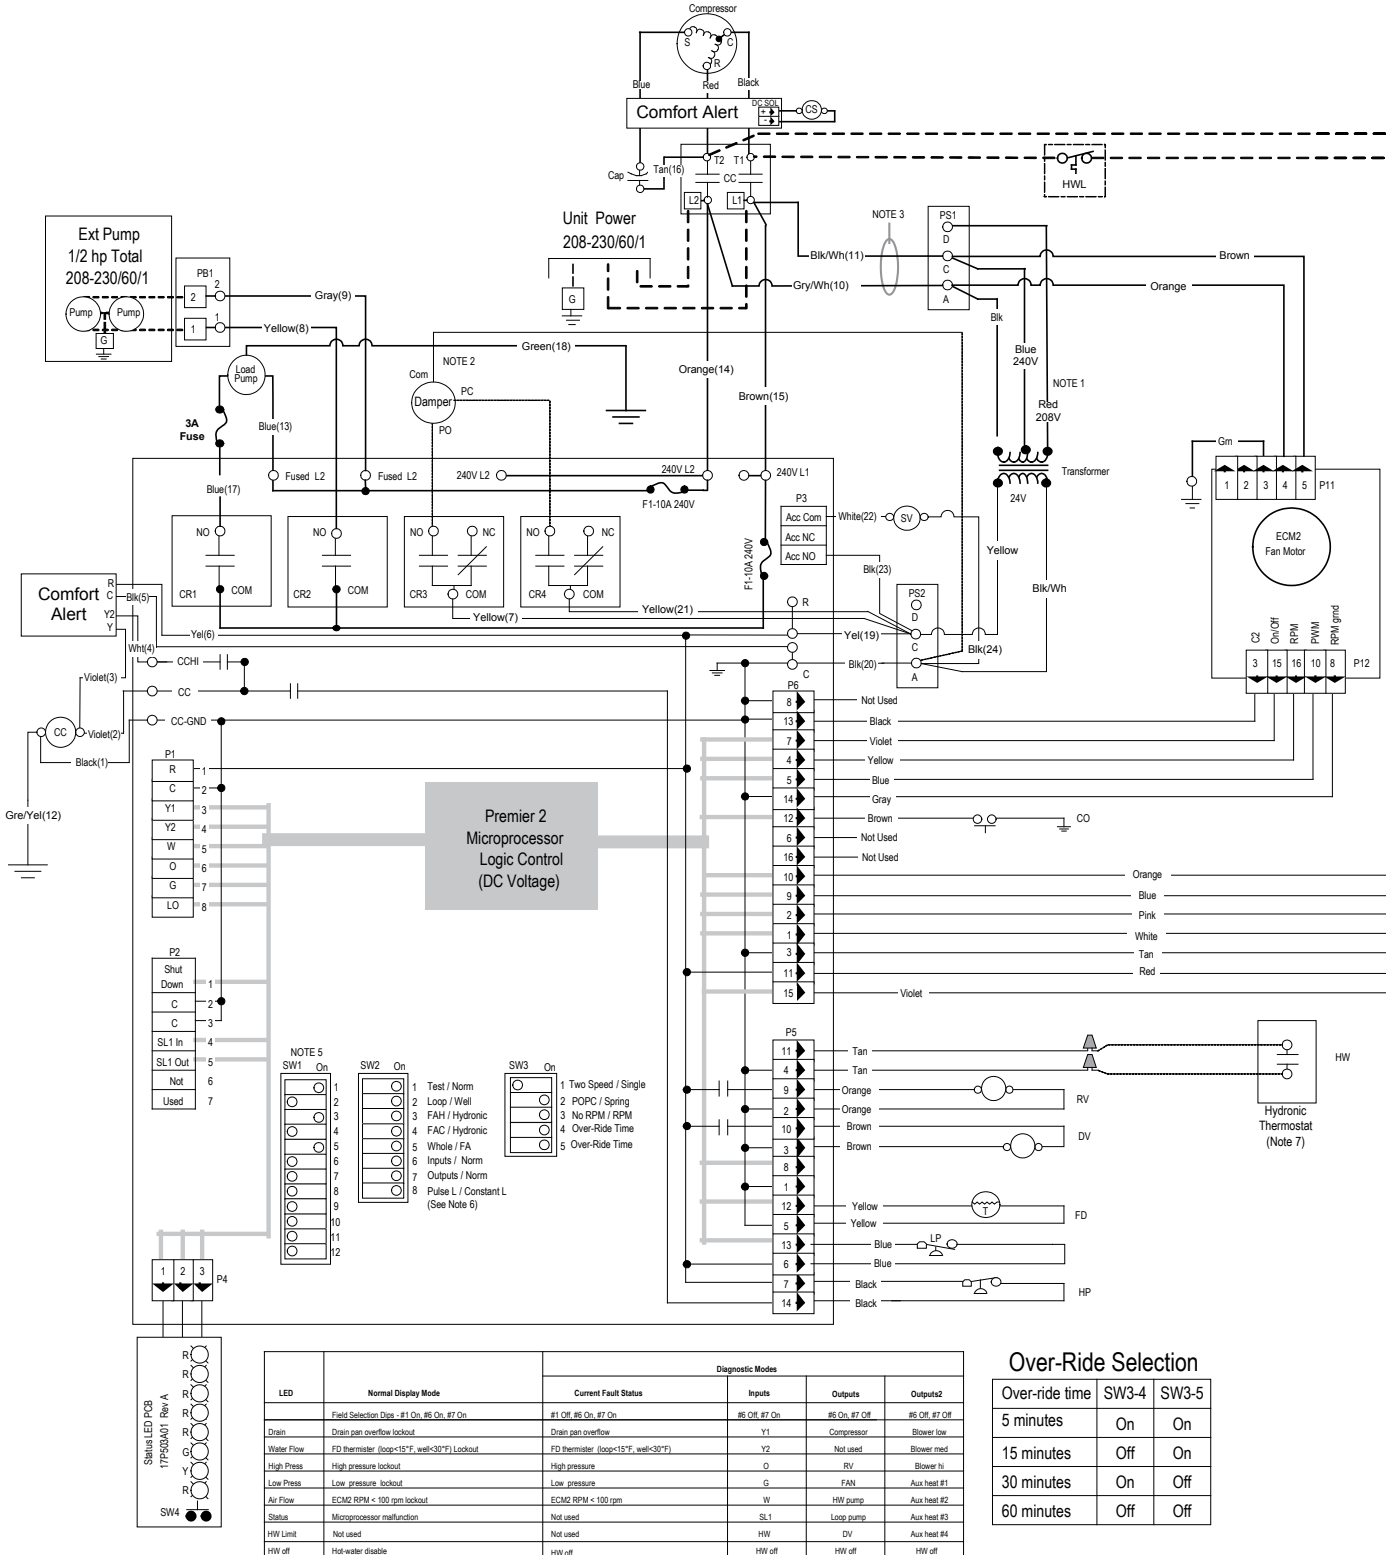 Compressor
S
C
R
Blue
Red
Black
Comfort Alert
DC SOL
+
-
CS
Cap
Tan(16)
T2
T1
CC
L2
L1
HWL
Unit Power
208-230/60/1
G
NOTE 3
PS1
D
C
A
Blk/Wh(11)
Gry/Wh(10)
Brown
Orange
Blk
Blue
240V
NOTE 1
Red
208V
Transformer
24V
Yellow
Blk/Wh
Ext Pump
1/2 hp Total
208-230/60/1
Pump
Pump
G
PB1
2
2
1
1
Gray(9)
Yellow(8)
Green(18)
Load
Pump
NOTE 2
Com
Damper
PC
PO
Orange(14)
Brown(15)
3A
Fuse
Blue(13)
Fused L2
Fused L2
240V L2
240V L2
240V L1
F1-10A 240V
F1-10A 240V
Blue(17)
NO
COM
CR1
NO
COM
CR2
NO
NC
COM
CR3
NO
NC
COM
CR4
P3
Acc Com
Acc NC
Acc NO
White(22)
SV
Blk(23)
PS2
D
C
A
R
C
Yellow(21)
Yellow(7)
Yel(19)
Blk(20)
Blk(24)
Grn
1 2 3 4 5
P11
ECM2
Fan Motor
C2
On/Off
RPM
PWM
RPM grnd
3 15 16 10 8
P12
Comfort
Alert
R
C
Y2
Y
Blk(5)
Yel(6)
Wht(4)
Violet(3)
Violet(2)
Black(1)
CC
Gre/Yel(12)
CCHI
CC
CC-GND
P1
R 1
C 2
Y1 3
Y2 4
W 5
O 6
G 7
LO 8
P2
Shut
Down 1
C 2
C 3
SL1 In 4
SL1 Out 5
Not 6
Used 7
Premier 2
Microprocessor
Logic Control
(DC Voltage)
P6
8 Not Used
13 Black
7 Violet
4 Yellow
5 Blue
14 Gray
12 Brown
CO
6 Not Used
16 Not Used
10 Orange
9 Blue
2 Pink
1 White
3 Tan
11 Red
15 Violet
P5
11 Tan
4 Tan
9 Orange
2 Orange
RV
10 Brown
3 Brown
DV
8
1
12 Yellow
5 Yellow
T
FD
13 Blue
LP
6 Blue
7 Black
14 Black
HP
HW
Hydronic
Thermostat
(Note 7)
NOTE 5
SW1 On
1
2
3
4
5
6
7
8
9
10
11
12
SW2 On
1 Test / Norm
2 Loop / Well
3 FAH / Hydronic
4 FAC / Hydronic
5 Whole / FA
6 Inputs / Norm
7 Outputs / Norm
8 Pulse L / Constant L
(See Note 6)
SW3 On
1 Two Speed / Single
2 POPC / Spring
3 No RPM / RPM
4 Over-Ride Time
5 Over-Ride Time
1 2 3
P4
Status LED PCB
17P503A01 Rev A
R
R
R
R
R
G
Y
R
SW4
Diagnostic Modes
LED Normal Display Mode Current Fault Status Inputs Outputs Outputs2
Field Selection Dips - #1 On, #6 On, #7 On #1 Off, #6 On, #7 On #6 Off, #7 On #6 On, #7 Off #6 Off, #7 Off
Drain Drain pan overflow lockout Drain pan overflow Y1 Compressor Blower low
Water Flow FD thermister (loop<15°F, well<30°F) Lockout FD thermister (loop<15°F, well<30°F) Y2 Not used Blower med
High Press High pressure lockout High pressure O RV Blower hi
Low Press Low pressure lockout Low pressure G FAN Aux heat #1
Air Flow ECM2 RPM < 100 rpm lockout ECM2 RPM < 100 rpm W HW pump Aux heat #2
Status Microprocessor malfunction Not used SL1 Loop pump Aux heat #3
HW Limit Not used Not used HW DV Aux heat #4
HW off Hot-water disable HW off HW off HW off HW off
Over-Ride Selection
Over-ride time SW3-4 SW3-5
5 minutes On On
15 minutes Off On
30 minutes On Off
60 minutes Off Off